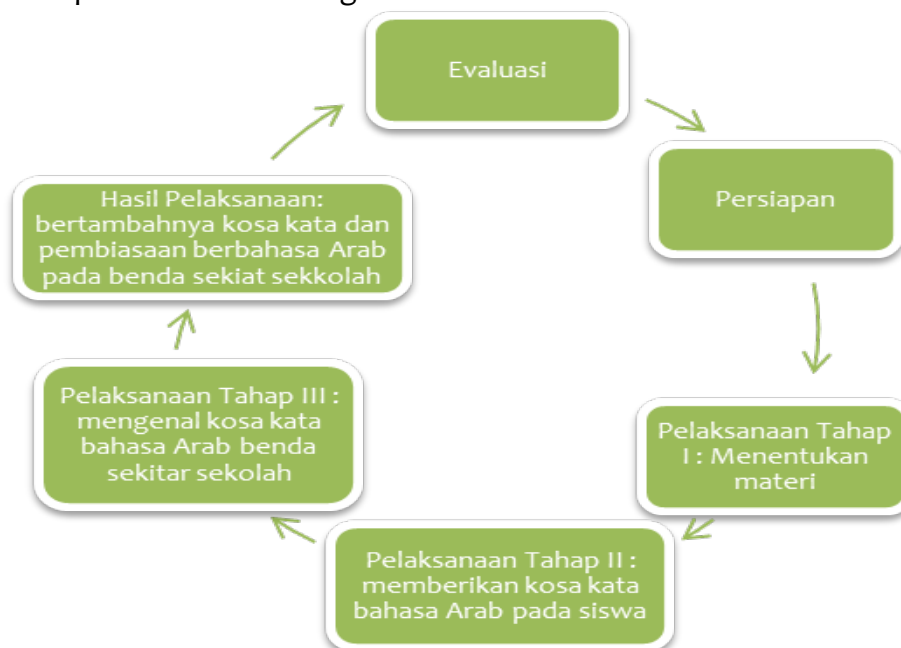 Evaluasi
Persiapan
Pelaksanaan Tahap
I : Menentukan
materi
Pelaksanaan Tahap II :
memberikan kosa kata
bahasa Arab pada siswa
Pelaksanaan Tahap III :
mengenal kosa kata
bahasa Arab benda
sekitar sekolah
Hasil Pelaksanaan:
bertambahnya kosa kata dan
pembiasaan berbahasa Arab
pada benda sekiat sekkolah